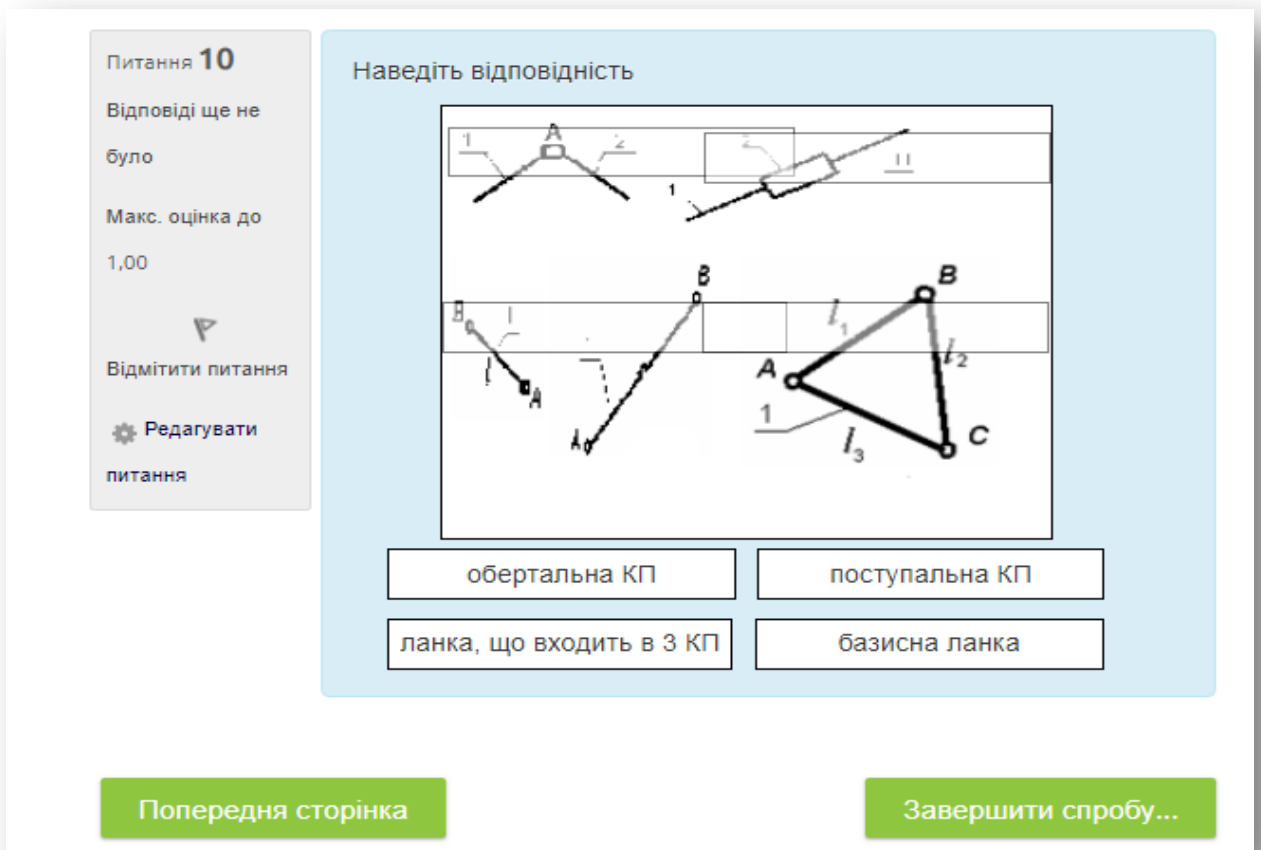 Питання 10
Відповіді ще не
було
Макс. оцінка до
1,00
Відмітити питання
Редагувати
питання
Наведіть відповідність
1 A 2
2
1
B
B l
A
A
B
l1
l2
A
1
l3
C
обертальна КП
поступальна КП
ланка, що входить в 3 КП
базисна ланка
Попередня сторінка
Завершити спробу...